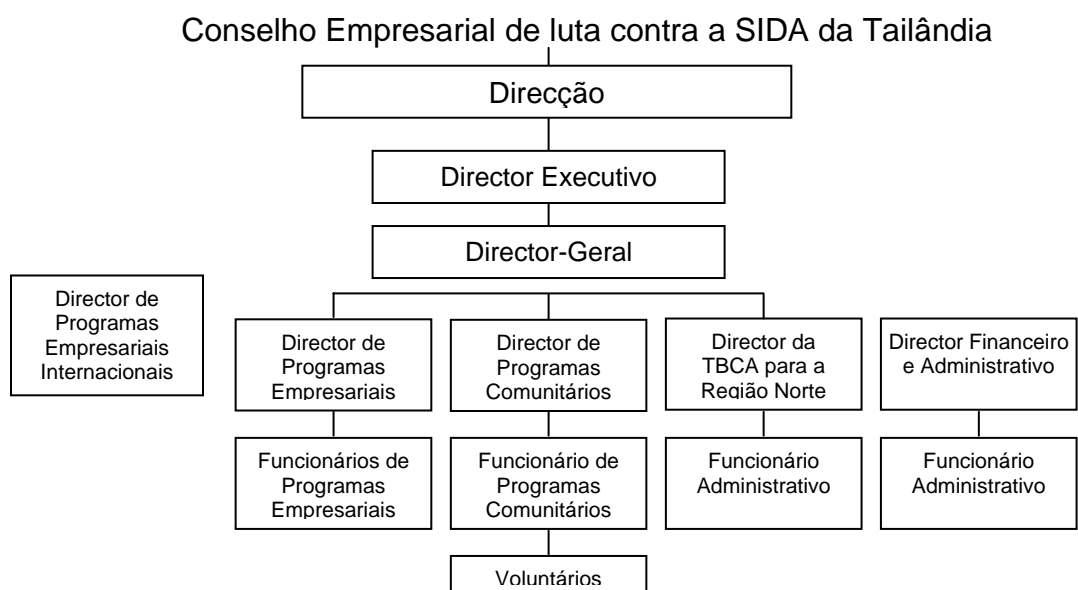 Conselho Empresarial de luta contra a SIDA da Tailândia
Direcção
Director Executivo
Director-Geral
Director de
Programas
Empresariais
Internacionais
Director de
Programas
Empresariais
Director de
Programas
Comunitários
Director da
TBCA para a
Região Norte
Director Financeiro
e Administrativo
Funcionários de
Programas
Empresariais
Funcionário de
Programas
Comunitários
Funcionário
Administrativo
Funcionário
Administrativo
Voluntários